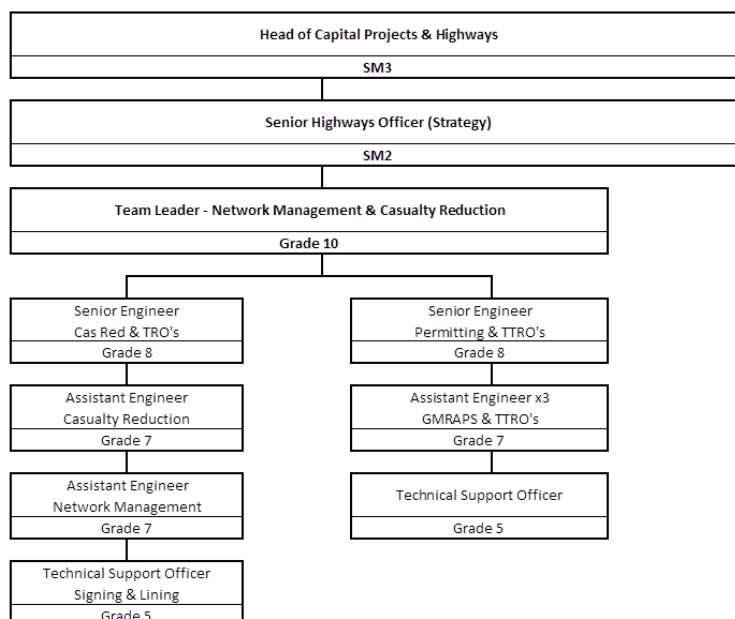 Head of Capital Projects & Highways
SM3
Senior Highways Officer (Strategy)
SM2
Team Leader - Network Management & Casualty Reduction
Grade 10
Senior Engineer
Cas Red & TRO's
Grade 8
Assistant Engineer
Casualty Reduction
Grade 7
Assistant Engineer
Network Management
Grade 7
Technical Support Officer
Signing & Lining
Grade 5
Senior Engineer
Permitting & TTRO's
Grade 8
Assistant Engineer x3
GMRAPS & TTRO's
Grade 7
Technical Support Officer
Grade 5